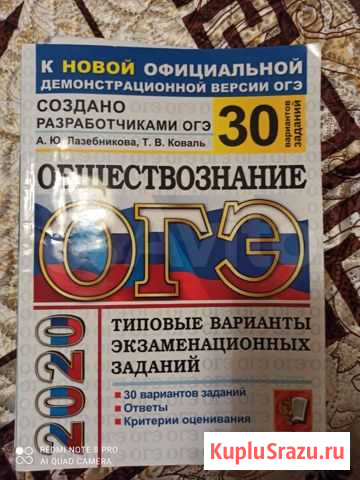 К НОВОЙ ОФИЦИАЛЬНОЙ
ДЕМОНСТРАЦИОННОЙ ВЕРСИИ ОГЭ
СОЗДАНО
РАЗРАБОТЧИКАМИ ОГЭ
30
вариантов
заданий
А. Ю. Лазебникова, Т. В. Коваль
ОБЩЕСТВОЗНАНИЕ
ОГЭ
2020
ТИПОВЫЕ ВАРИАНТЫ
ЭКЗАМЕНАЦИОННЫХ
ЗАДАНИЙ
30 вариантов заданий
Ответы
Критерии оценивания
REDMI NOTE 8 PRO
AI QUAD CAMERA
KupluSrazu.ru